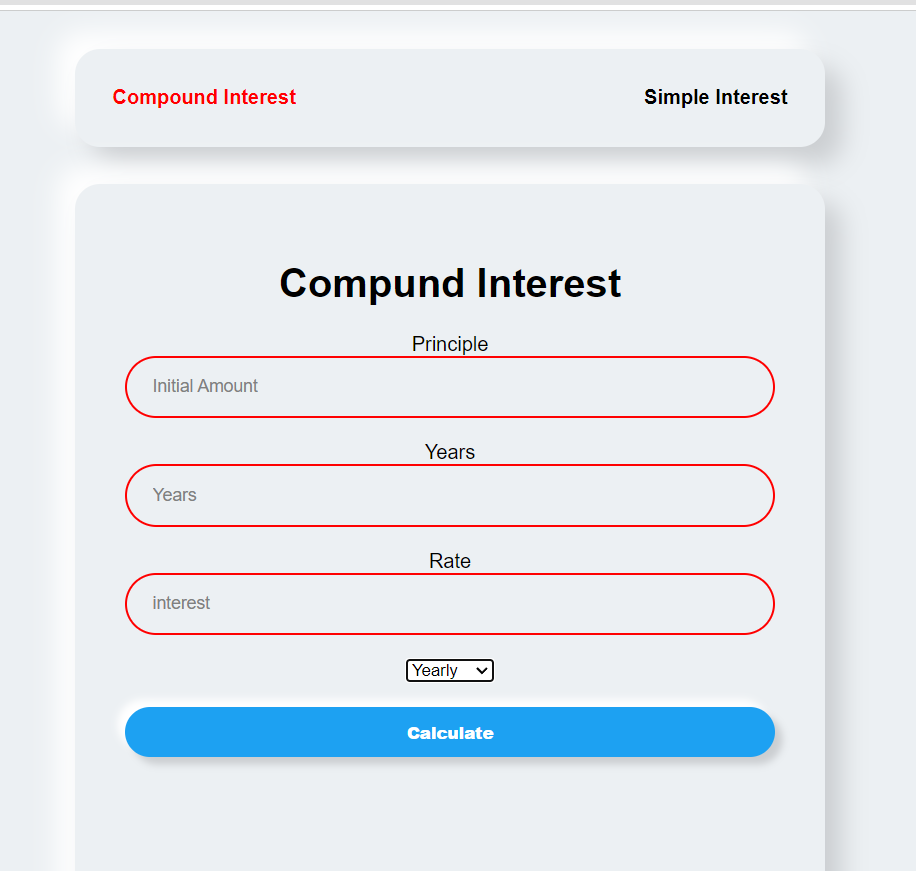 Compound Interest
Simple Interest
Compund Interest
Principle
Initial Amount
Years
Years
Rate
interest
Yearly
Calculate